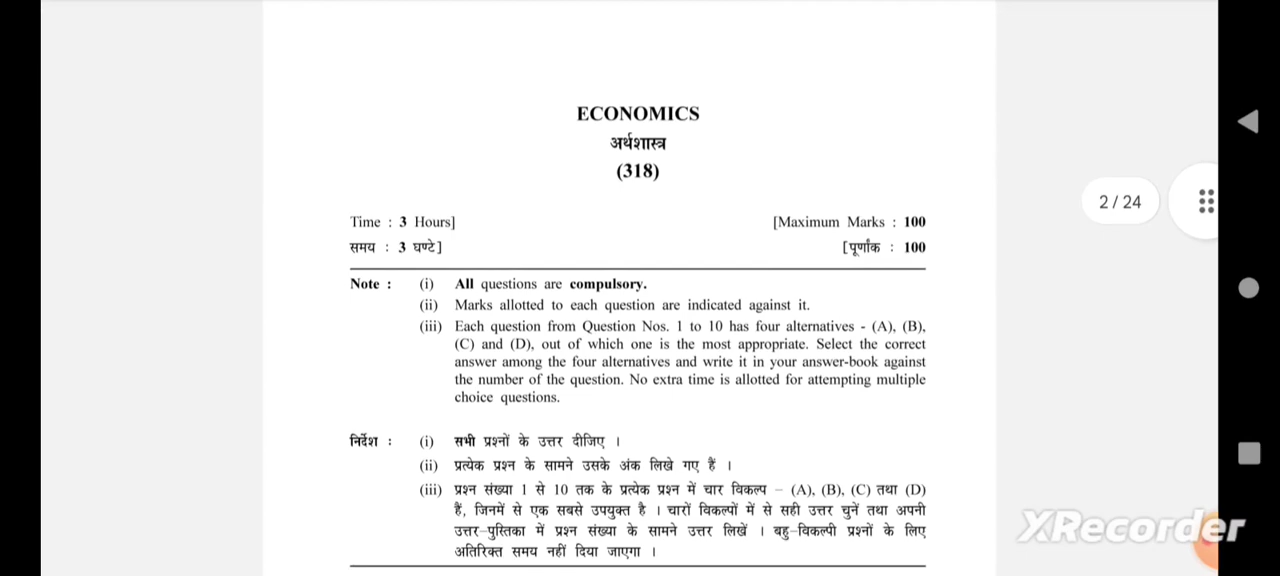 ECONOMICS
अर्थशास्त्र
(318)
Time : 3 Hours] [Maximum Marks : 100
समय : 3 घण्टे] [पूर्णांक : 100
2 / 24
Note : (i) All questions are compulsory.
(ii) Marks allotted to each question are indicated against it.
(iii) Each question from Question Nos. 1 to 10 has four alternatives - (A), (B),
(C) and (D), out of which one is the most appropriate. Select the correct
answer among the four alternatives and write it in your answer-book against
the number of the question. No extra time is allotted for attempting multiple
choice questions.
निर्देश : (i) सभी प्रश्नों के उत्तर दीजिए ।
(ii) प्रत्येक प्रश्न के सामने उसके अंक लिखे गए हैं ।
(iii) प्रश्न संख्या 1 से 10 तक के प्रत्येक प्रश्न में चार विकल्प – (A), (B), (C) तथा (D)
हैं, जिनमें से एक सबसे उपयुक्त है । चारों विकल्पों में से सही उत्तर चुनें तथा अपनी
उत्तर-पुस्तिका में प्रश्न संख्या के सामने उत्तर लिखें । बहु-विकल्पी प्रश्नों के लिए
अतिरिक्त समय नहीं दिया जाएगा ।
XRecorder